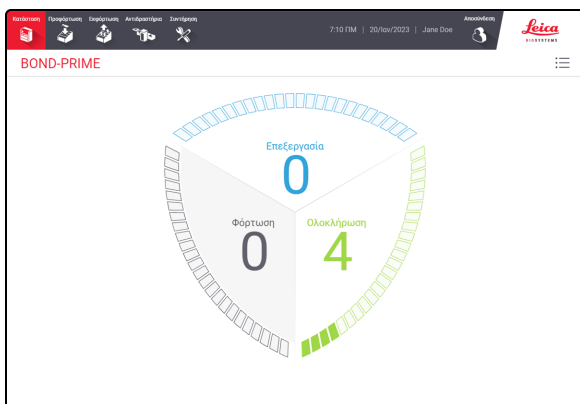 Κατάσταση Προφόρτωση Εκφόρτωση Αντιδραστήρια Συντήρηση
7:10 ΠΜ | 20/Ιαν/2023 | Jane Doe
Αποσύνδεση
Leica
BIOSYSTEMS
BOND-PRIME
Επεξεργασία
0
Φόρτωση
0
Ολοκλήρωση
4